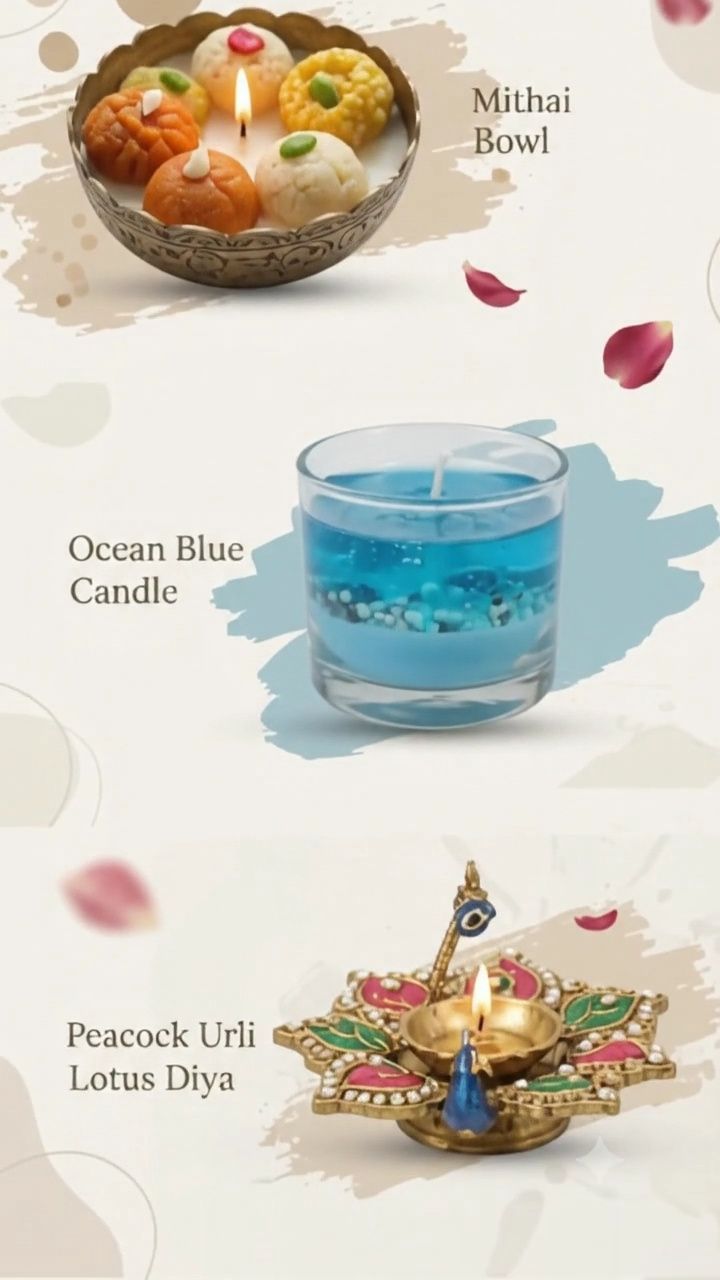 Mithai
Bowl
Ocean Blue
Candle
Peacock Urli
Lotus Diya